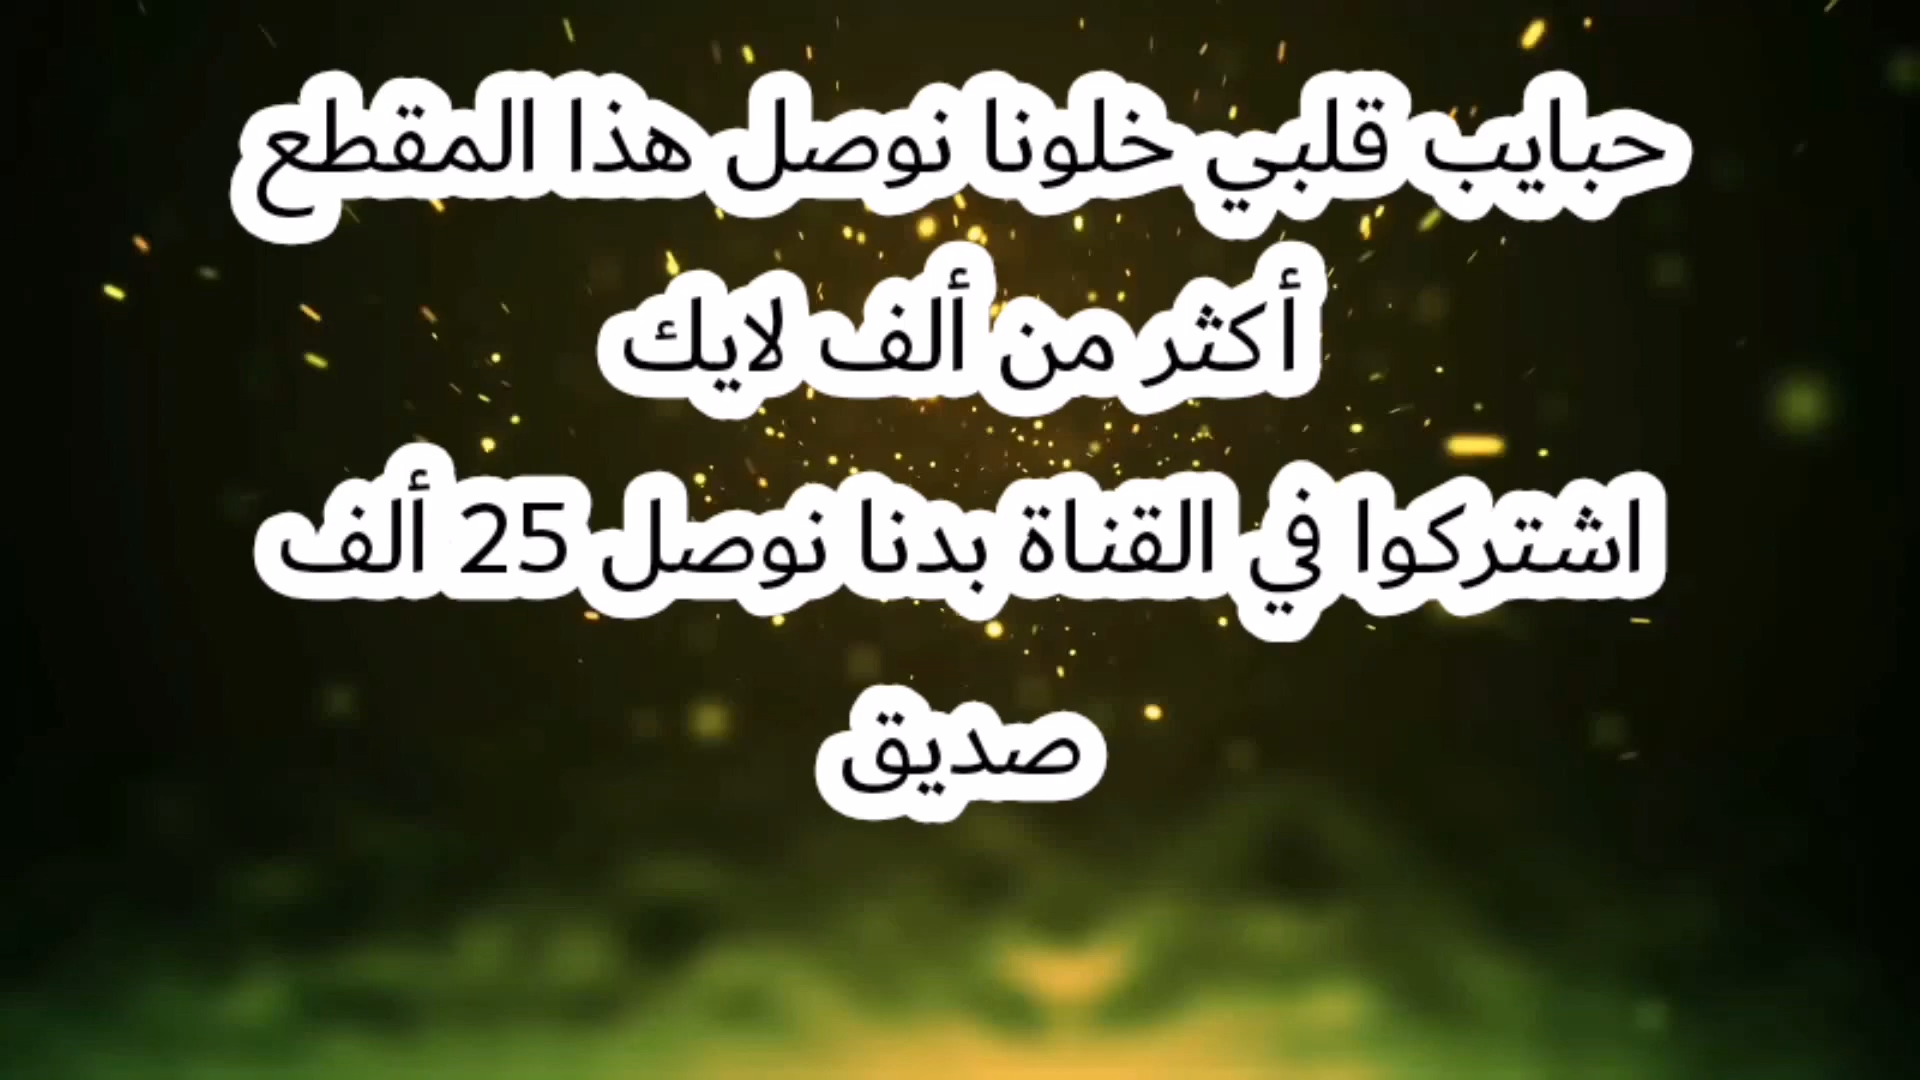 حبايب قلبي خلونا نوصل هذا المقطع
أكثر من ألف لايك
اشتركوا في القناة بدنا نوصل 25 ألف
صديق